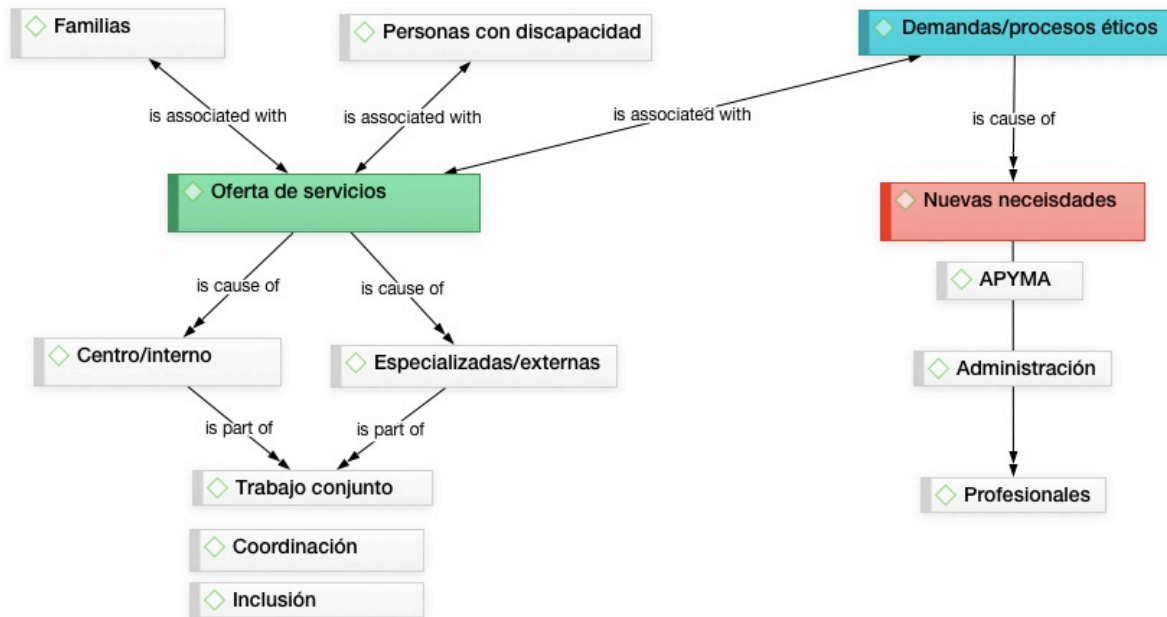 Familias
Personas con discapacidad
Demandas/procesos éticos
is associated with
is associated with
is associated with
is cause of
Oferta de servicios
Nuevas neceisdades
is cause of
is cause of
APYMA
Centro/interno
Especializadas/externas
Administración
is part of
is part of
Trabajo conjunto
Profesionales
Coordinación
Inclusión